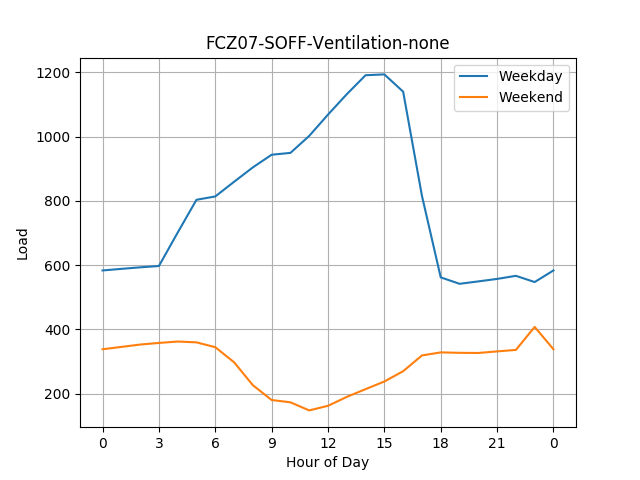 FCZ07-SOFF-Ventilation-none
Weekday
Weekend
1200
1000
800
600
400
200
Load
0 3 6 9 12 15 18 21 0
Hour of Day